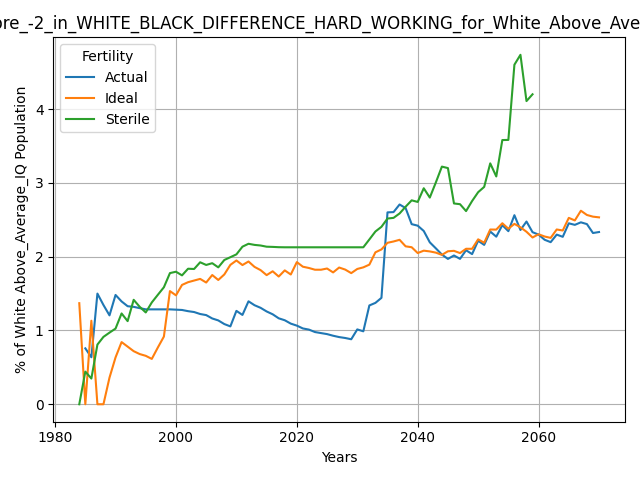 ore_-2_in_WHITE_BLACK_DIFFERENCE_HARD_WORKING_for_White_Above_Ave
Fertility
Actual
Ideal
Sterile
% of White Above_Average_IQ Population
4
3
2
1
0
1980
2000
2020
2040
2060
Years